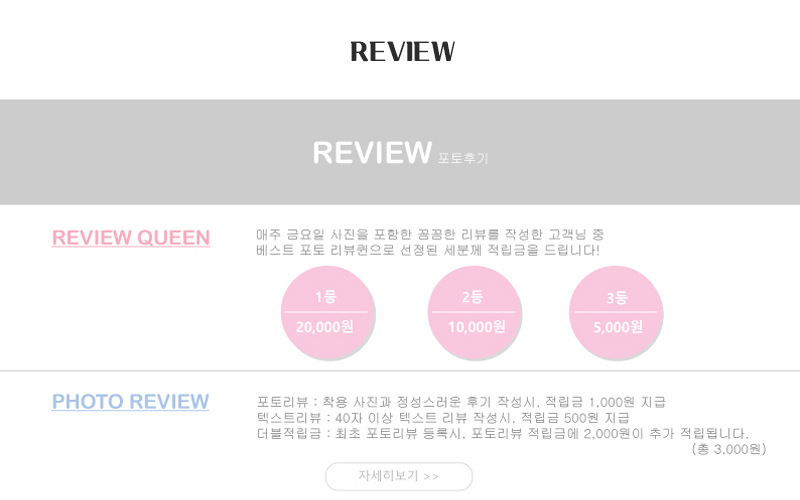 REVIEW
REVIEW 포토후기
REVIEW QUEEN
매주 금요일 사진을 포함한 꼼꼼한 리뷰를 작성한 고객닝 중
베스트 포토 리뷰퀸으로 선정된 세분께 적립금을 드립니다!
1등
20,000원
2등
10,000원
3등
5,000원
PHOTO REVIEW
포토리뷰 : 착용 사진과 정성스러운 후기 작성시, 적립금 1,000원 지급
텍스트리뷰 : 40자 이상 텍스트 리뷰 작성시, 적립금 500원 지급
더블적립금 : 최초 포토리뷰 등록시, 포토리뷰 적립금에 2,000원이 추가 적립됩니다.
(총 3,000원)
자세히보기 >>